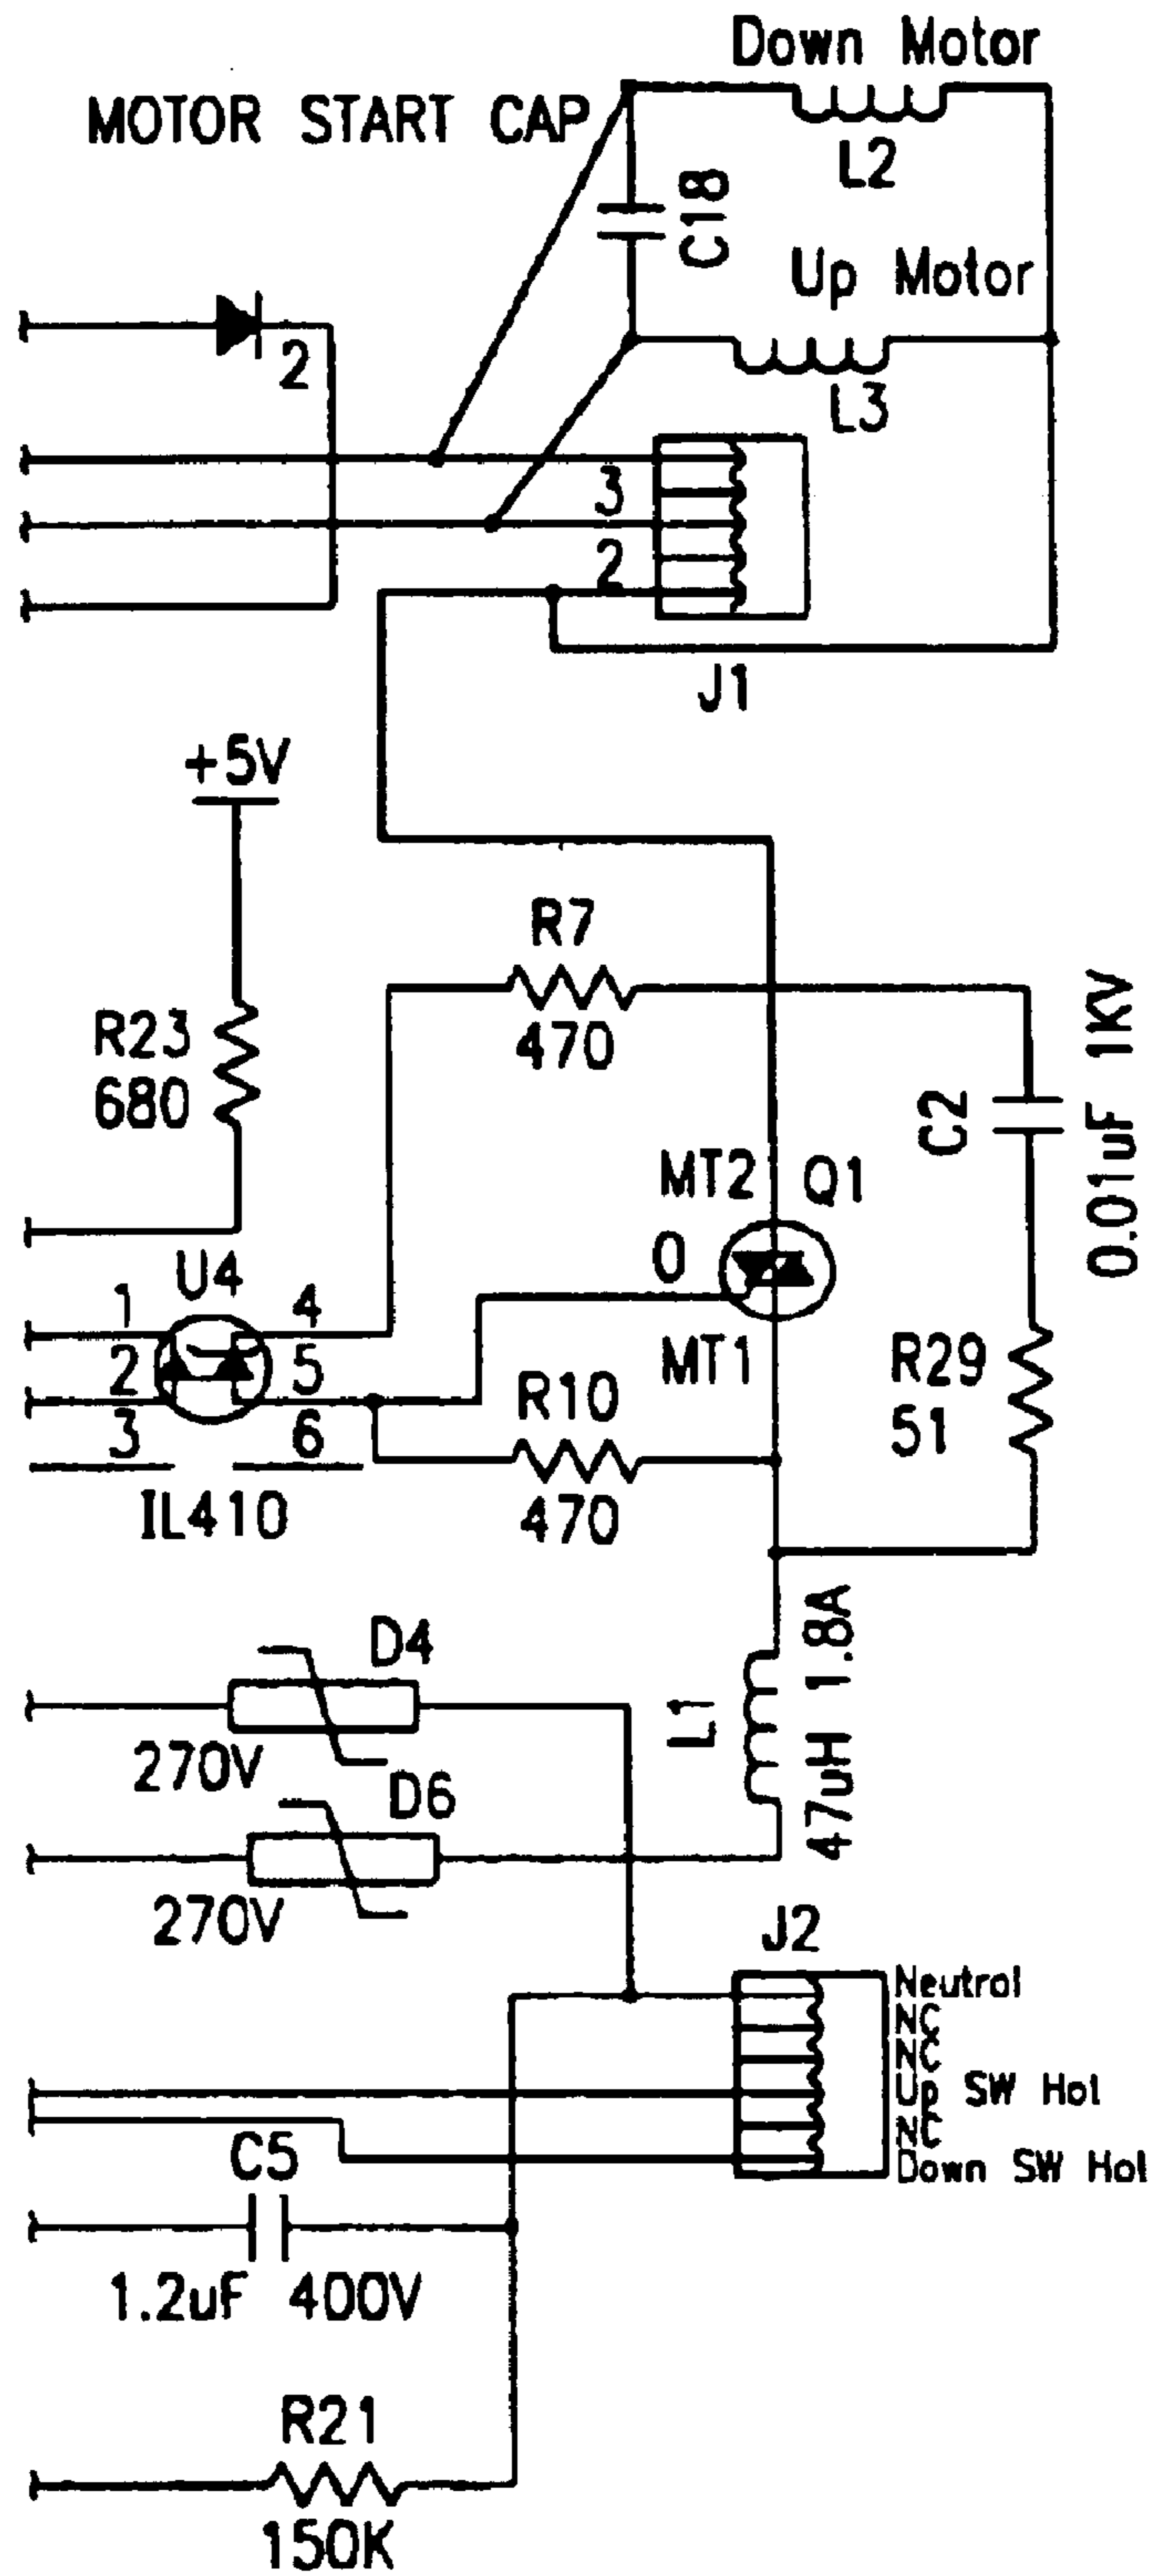 Down Motor
MOTOR START CAP
L2
C18
Up Motor
2
L3
3
2
J1
+5V
R7
470
R23
680
C2
0.01uF 1KV
MT2 Q1
0
U4
1 4
2 5
3 6
MT1
R29
51
R10
470
IL410
D4
270V
L1
47uH 1.8A
D6
270V
J2
Neutral
NC
NC
Up SW Hot
NC
Down SW Hot
C5
1.2uF 400V
R21
150K